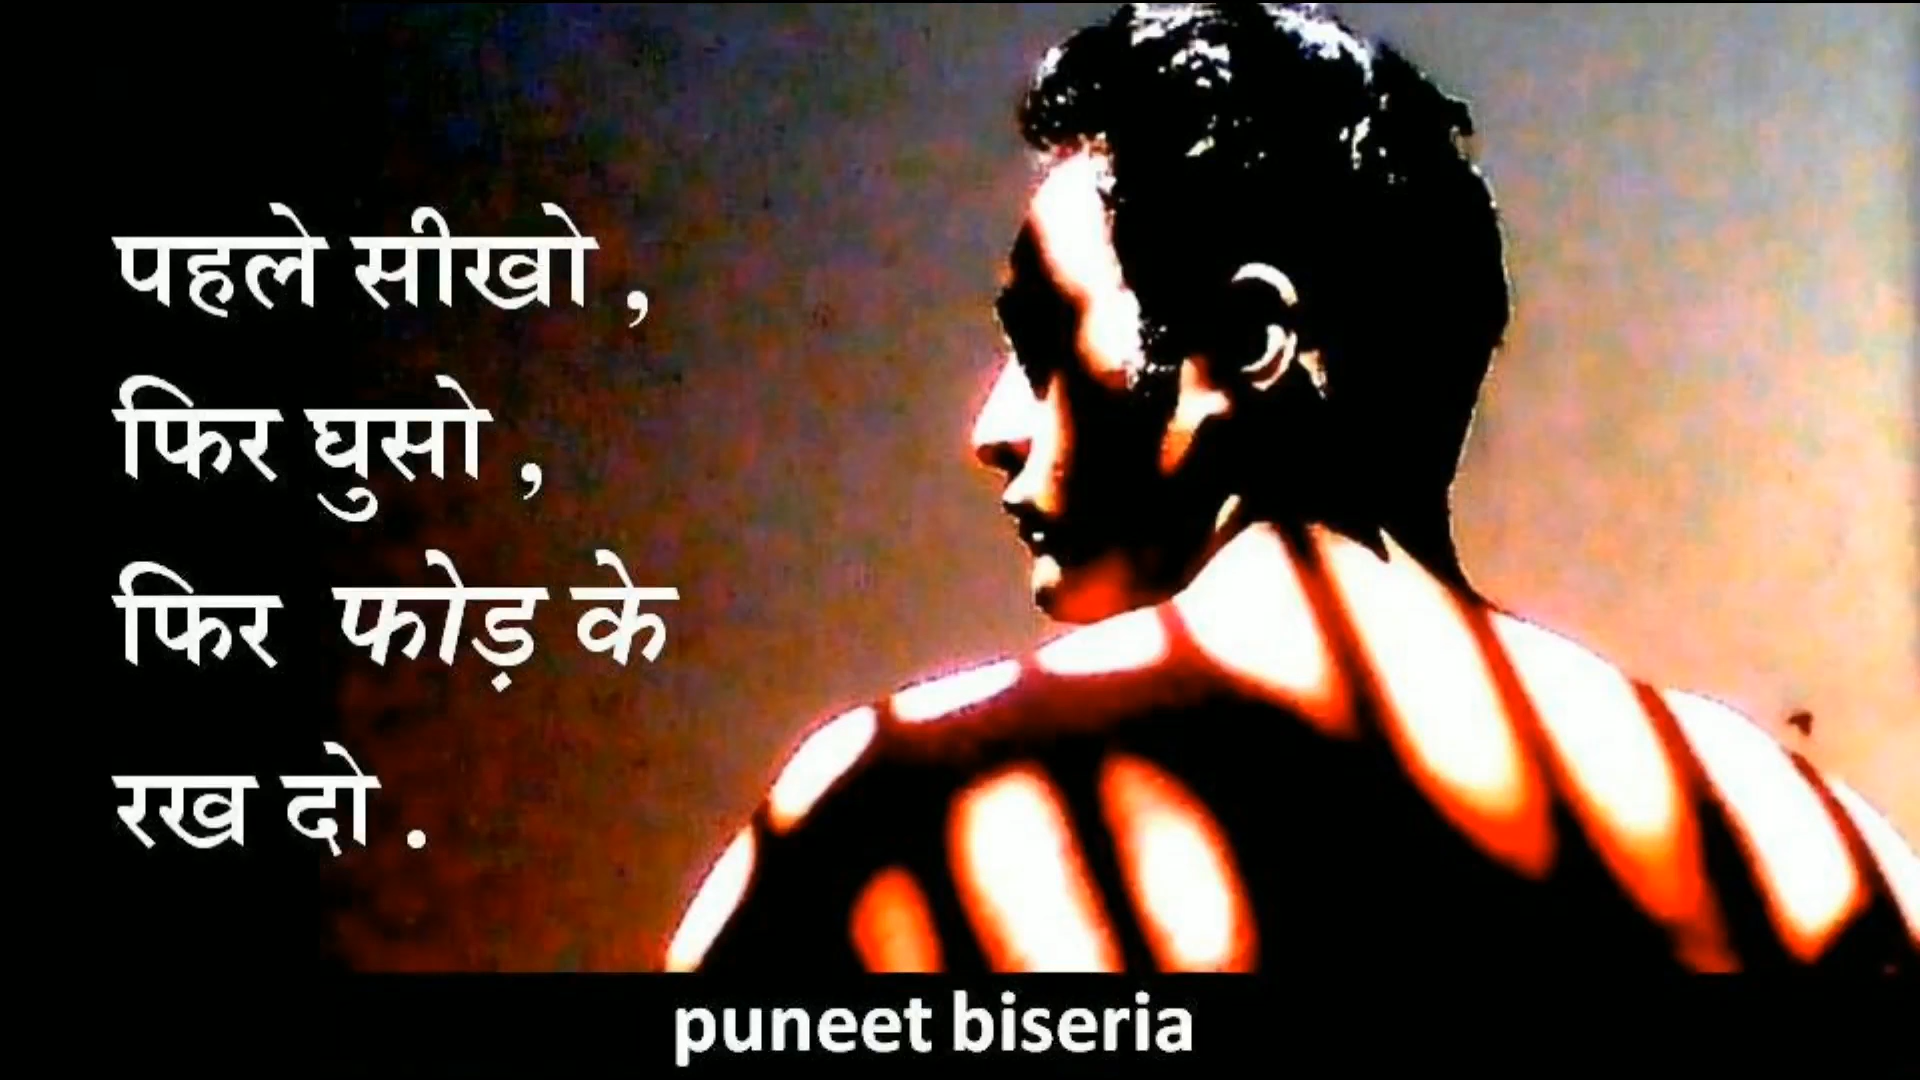 पहले सीखो ,
फिर घुसो ,
फिर फोड़ के
रख दो .
puneet biseria